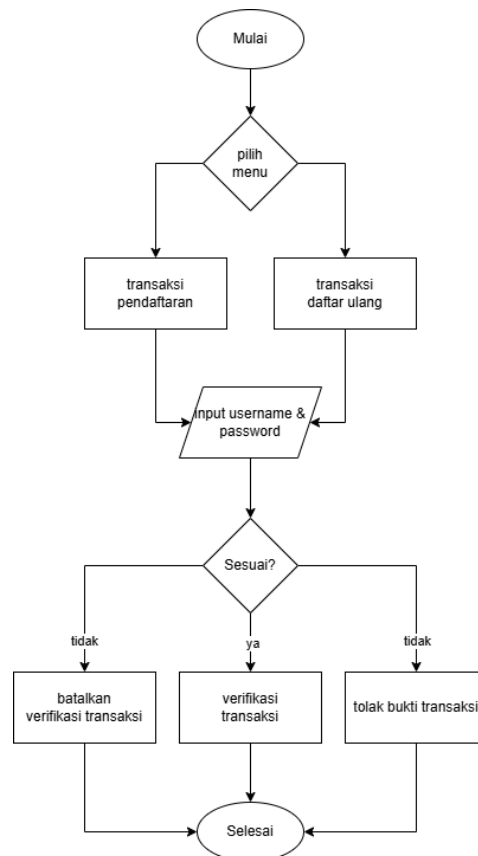 Mulai
pilih
menu
transaksi
pendaftaran
transaksi
daftar ulang
input username &
password
Sesuai?
tidak
ya
tidak
batalkan
verifikasi transaksi
verifikasi
transaksi
tolak bukti transaksi
Selesai